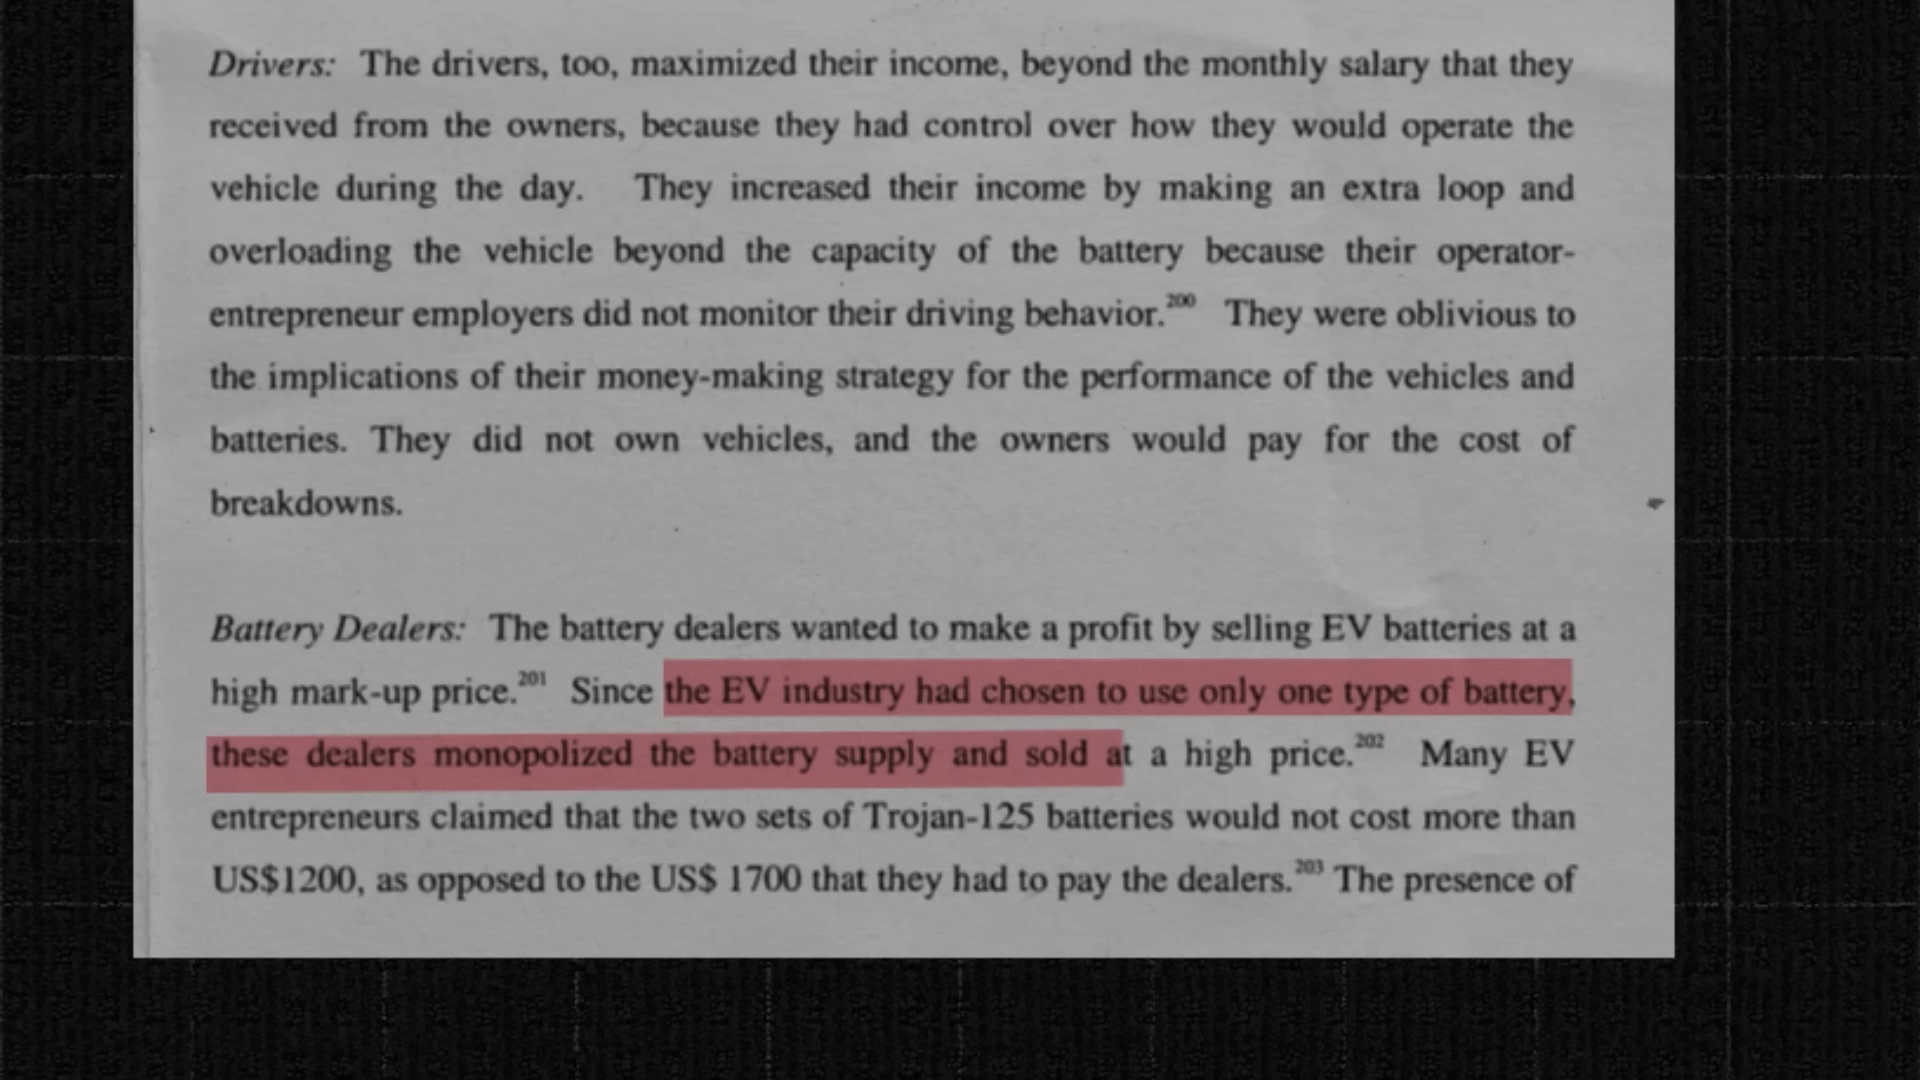 Drivers: The drivers, too, maximized their income, beyond the monthly salary that they
received from the owners, because they had control over how they would operate the
vehicle during the day. They increased their income by making an extra loop and
overloading the vehicle beyond the capacity of the battery because their operator-
entrepreneur employers did not monitor their driving behavior.200 They were oblivious to
the implications of their money-making strategy for the performance of the vehicles and
batteries. They did not own vehicles, and the owners would pay for the cost of
breakdowns.
Battery Dealers: The battery dealers wanted to make a profit by selling EV batteries at a
high mark-up price.201 Since the EV industry had chosen to use only one type of battery,
these dealers monopolized the battery supply and sold at a high price.202 Many EV
entrepreneurs claimed that the two sets of Trojan-125 batteries would not cost more than
US$1200, as opposed to the US$ 1700 that they had to pay the dealers.203 The presence of